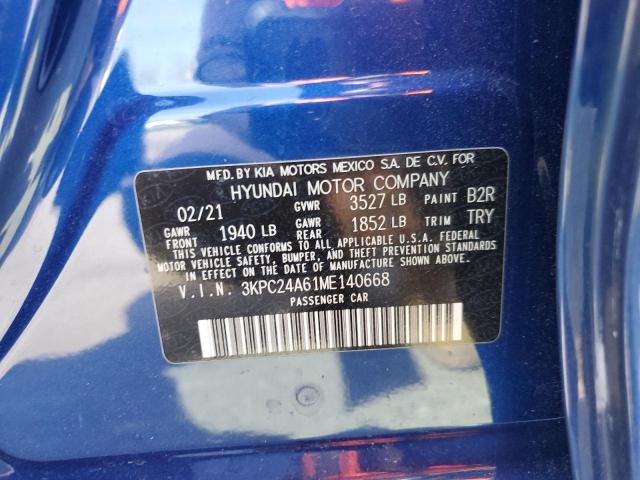 MFD. BY KIA MOTORS MEXICO S.A. DE C.V. FOR
HYUNDAI MOTOR COMPANY
02/21 GVWR 3527 LB PAINT B2R
GAWR FRONT 1940 LB GAWR REAR 1852 LB TRIM TRY
THIS VEHICLE CONFORMS TO ALL APPLICABLE U.S.A. FEDERAL
MOTOR VEHICLE SAFETY, BUMPER, AND THEFT PREVENTION STANDARDS
IN EFFECT ON THE DATE OF MANUFACTURE SHOWN ABOVE.
V.I.N. 3KPC24A61ME140668
PASSENGER CAR